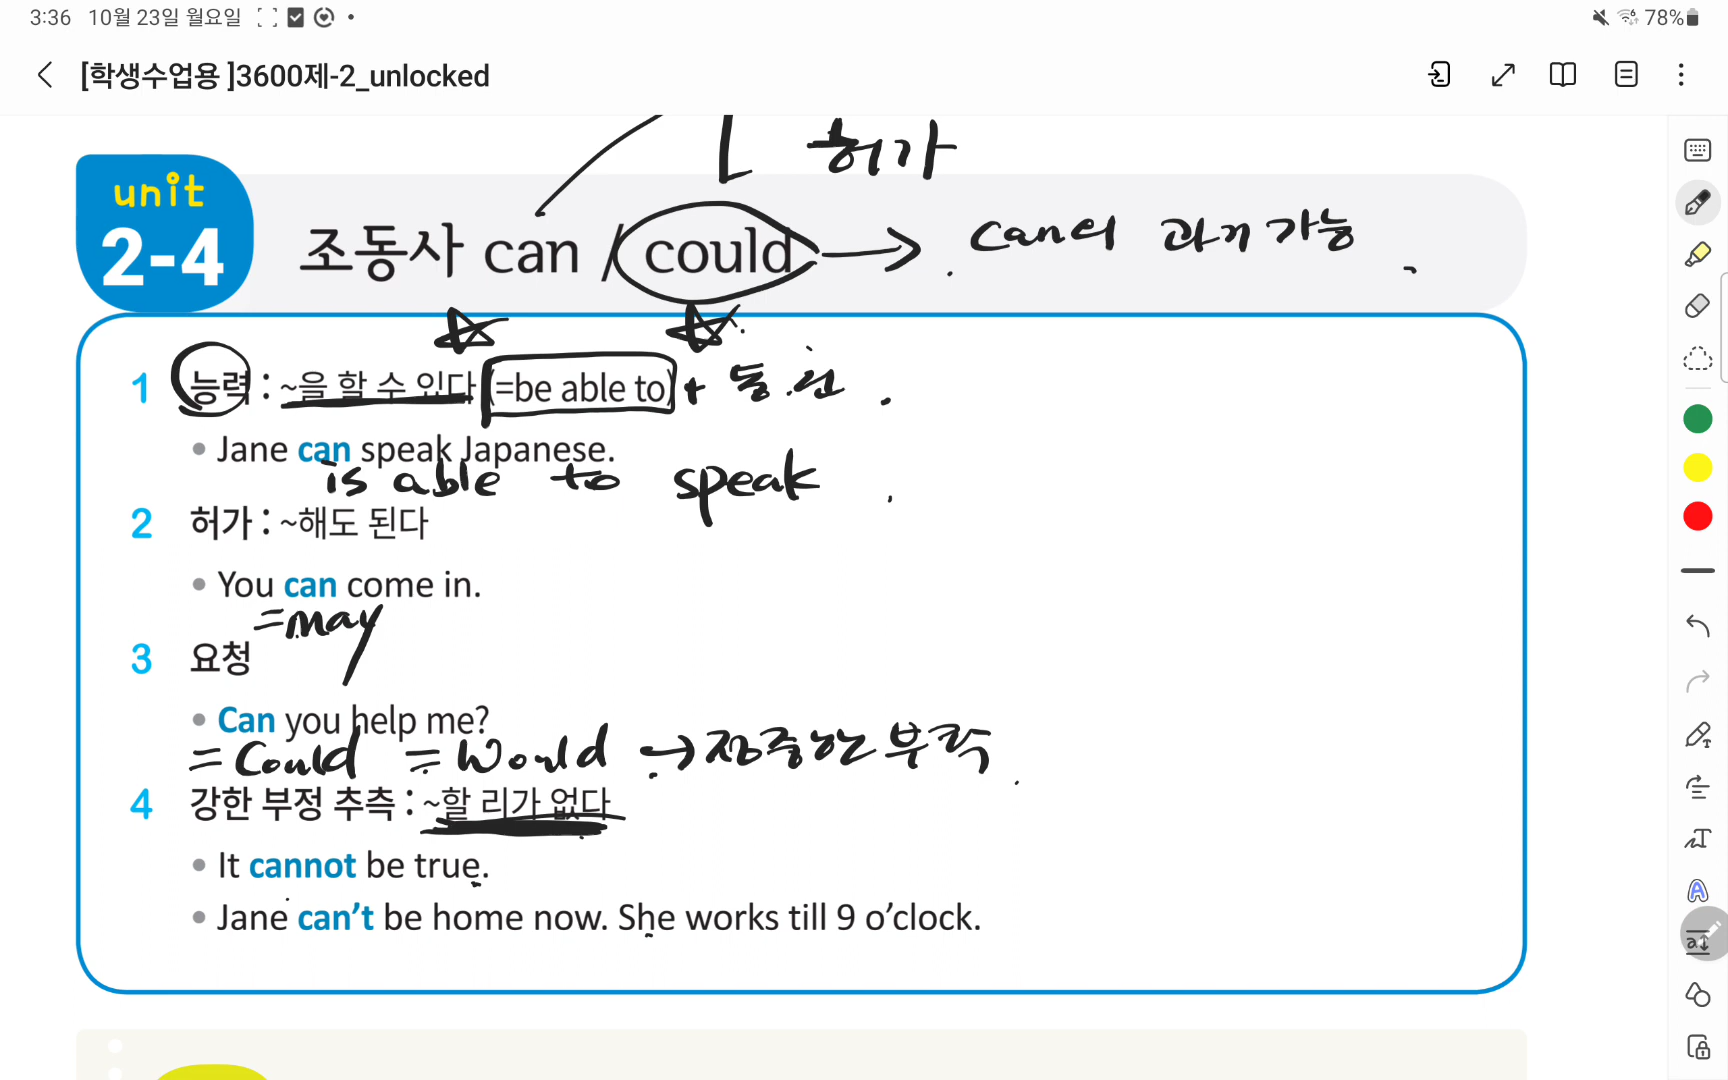 3:36 10월 23일 월요일
78%
[학생수업용 ]3600제-2_unlocked
허가
unit
2-4
조동사 can / could → can의 과거 가능
1 능력 : ~을 할 수 있다 (=be able to) + 동.원
• Jane can speak Japanese.
is able to speak
2 허가 : ~해도 된다
• You can come in.
=may
3 요청
• Can you help me?
= Could = Would → 정중한 부탁
4 강한 부정 추측 : ~할 리가 없다
• It cannot be true.
• Jane can't be home now. She works till 9 o'clock.